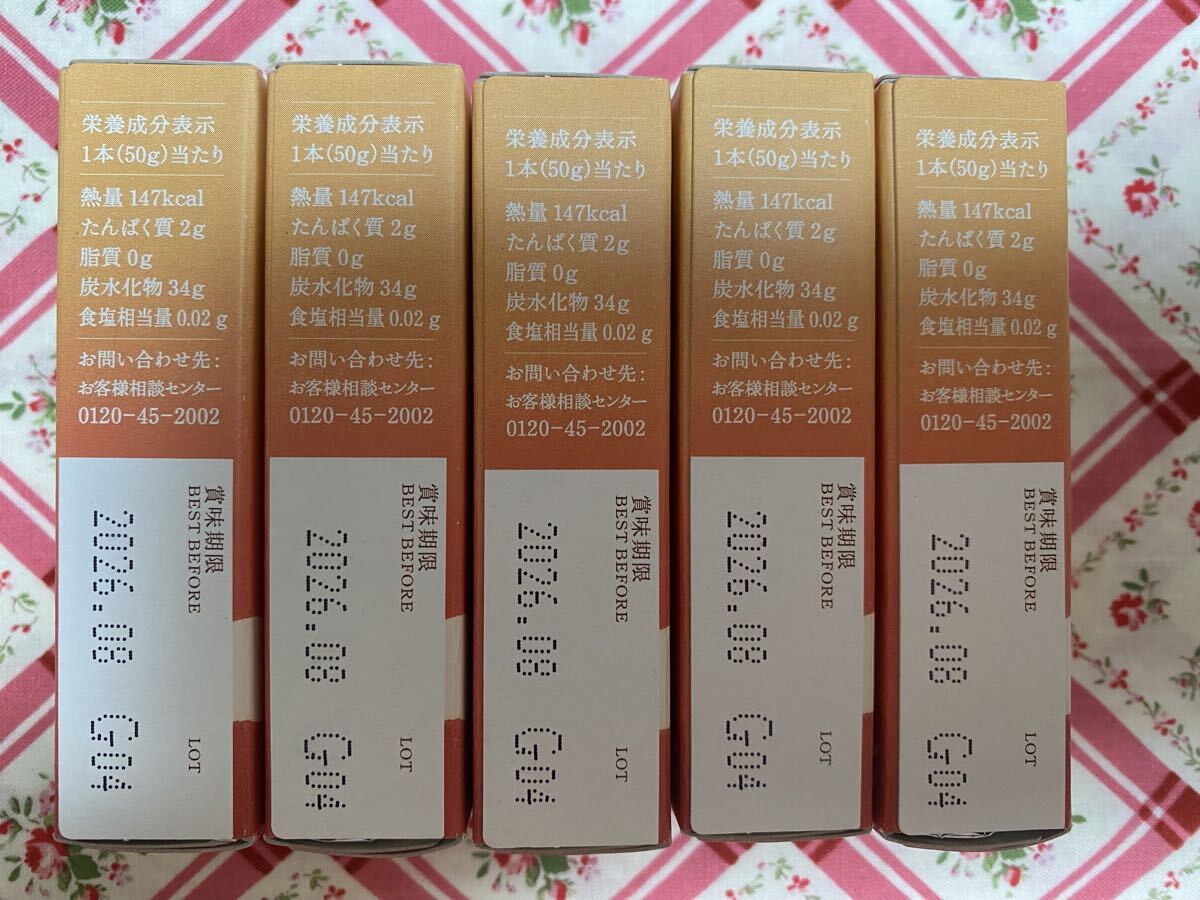 栄養成分表示
1本(50g)当たり
熱量 147kcal
たんぱく質 2g
脂質 0g
炭水化物 34g
食塩相当量 0.02 g
お問い合わせ先:
お客様相談センター
0120-45-2002
賞味期限
BEST BEFORE
LOT
2026.08 G04
栄養成分表示
1本(50g)当たり
熱量 147kcal
たんぱく質 2g
脂質 0g
炭水化物 34g
食塩相当量 0.02 g
お問い合わせ先:
お客様相談センター
0120-45-2002
賞味期限
BEST BEFORE
LOT
2026.08 G04
栄養成分表示
1本(50g)当たり
熱量 147kcal
たんぱく質 2g
脂質 0g
炭水化物 34g
食塩相当量 0.02 g
お問い合わせ先:
お客様相談センター
0120-45-2002
賞味期限
BEST BEFORE
LOT
2026.08 G04
栄養成分表示
1本(50g)当たり
熱量 147kcal
たんぱく質 2g
脂質 0g
炭水化物 34g
食塩相当量 0.02 g
お問い合わせ先:
お客様相談センター
0120-45-2002
賞味期限
BEST BEFORE
LOT
2026.08 G04
栄養成分表示
1本(50g)当たり
熱量 147kcal
たんぱく質 2g
脂質 0g
炭水化物 34g
食塩相当量 0.02 g
お問い合わせ先:
お客様相談センター
0120-45-2002
賞味期限
BEST BEFORE
LOT
2026.08 G04